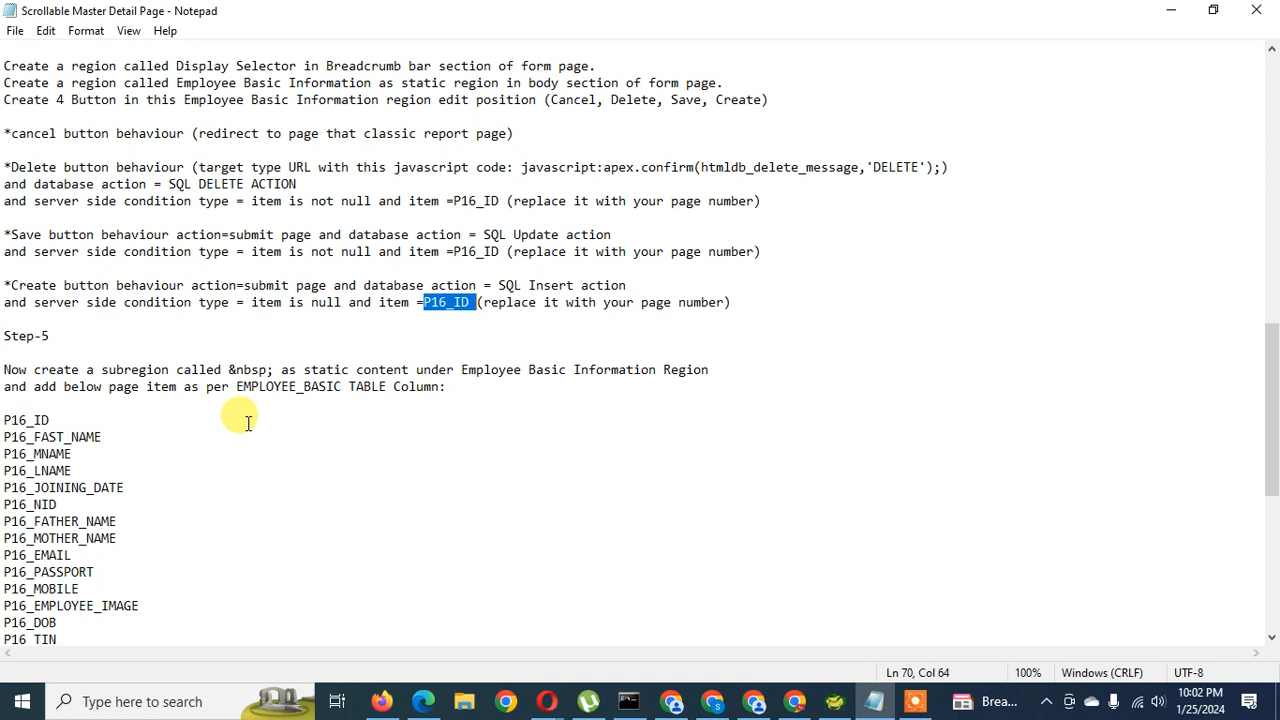 Scrollable Master Detail Page - Notepad
File Edit Format View Help
Create a region called Display Selector in Breadcrumb bar section of form page.
Create a region called Employee Basic Information as static region in body section of form page.
Create 4 Button in this Employee Basic Information region edit position (Cancel, Delete, Save, Create)
*cancel button behaviour (redirect to page that classic report page)
*Delete button behaviour (target type URL with this javascript code: javascript:apex.confirm(htmldb_delete_message,'DELETE');)
and database action = SQL DELETE ACTION
and server side condition type = item is not null and item =P16_ID (replace it with your page number)
*Save button behaviour action=submit page and database action = SQL Update action
and server side condition type = item is not null and item =P16_ID (replace it with your page number)
*Create button behaviour action=submit page and database action = SQL Insert action
and server side condition type = item is null and item =P16_ID (replace it with your page number)
Step-5
Now create a subregion called &nbsp; as static content under Employee Basic Information Region
and add below page item as per EMPLOYEE_BASIC TABLE Column:
P16_ID
P16_FAST_NAME
P16_MNAME
P16_LNAME
P16_JOINING_DATE
P16_NID
P16_FATHER_NAME
P16_MOTHER_NAME
P16_EMAIL
P16_PASSPORT
P16_MOBILE
P16_EMPLOYEE_IMAGE
P16_DOB
P16_TIN
Ln 70, Col 64 100% Windows (CRLF) UTF-8
Type here to search
Brea...
10:02 PM
1/25/2024